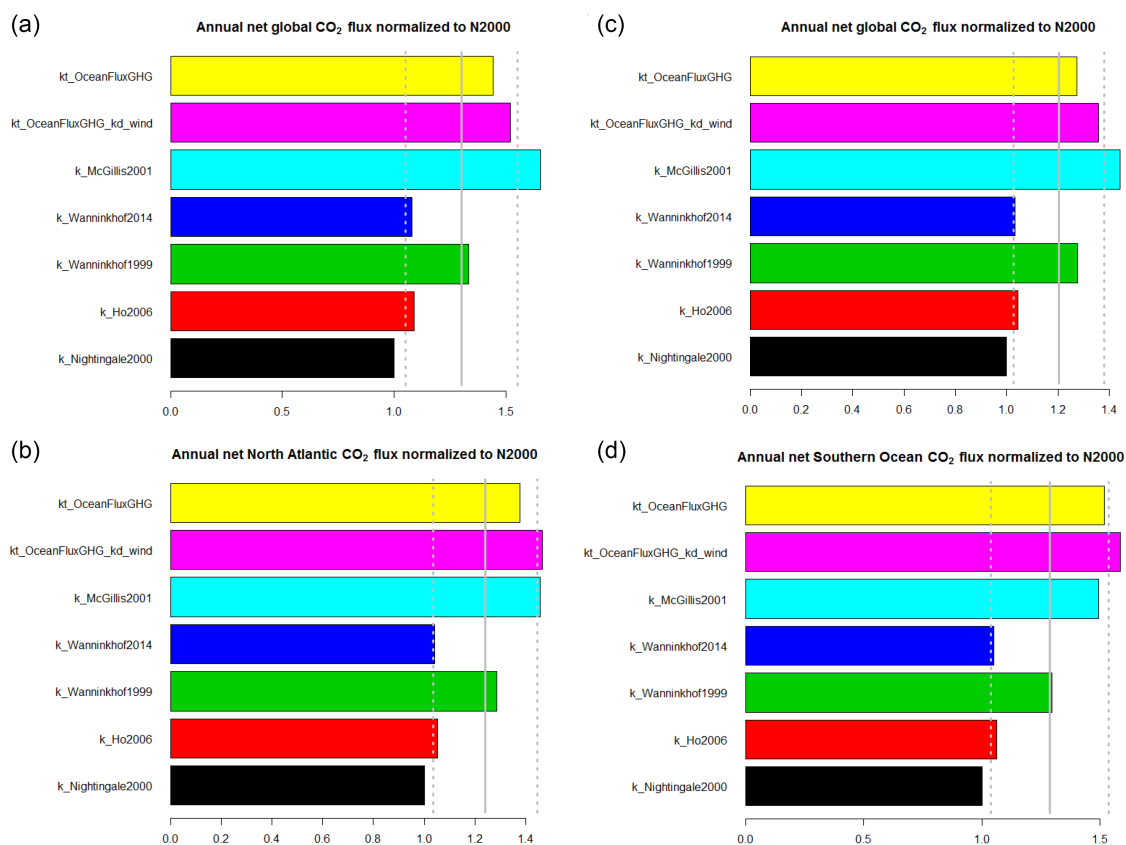 (a)
Annual net global CO₂ flux normalized to N2000
kt_OceanFluxGHG
kt_OceanFluxGHG_kd_wind
k_McGillis2001
k_Wanninkhof2014
k_Wanninkhof1999
k_Ho2006
k_Nightingale2000
0.0 0.5 1.0 1.5
(c)
Annual net global CO₂ flux normalized to N2000
kt_OceanFluxGHG
kt_OceanFluxGHG_kd_wind
k_McGillis2001
k_Wanninkhof2014
k_Wanninkhof1999
k_Ho2006
k_Nightingale2000
0.0 0.2 0.4 0.6 0.8 1.0 1.2 1.4
(b)
Annual net North Atlantic CO₂ flux normalized to N2000
kt_OceanFluxGHG
kt_OceanFluxGHG_kd_wind
k_McGillis2001
k_Wanninkhof2014
k_Wanninkhof1999
k_Ho2006
k_Nightingale2000
0.0 0.2 0.4 0.6 0.8 1.0 1.2 1.4
(d)
Annual net Southern Ocean CO₂ flux normalized to N2000
kt_OceanFluxGHG
kt_OceanFluxGHG_kd_wind
k_McGillis2001
k_Wanninkhof2014
k_Wanninkhof1999
k_Ho2006
k_Nightingale2000
0.0 0.5 1.0 1.5